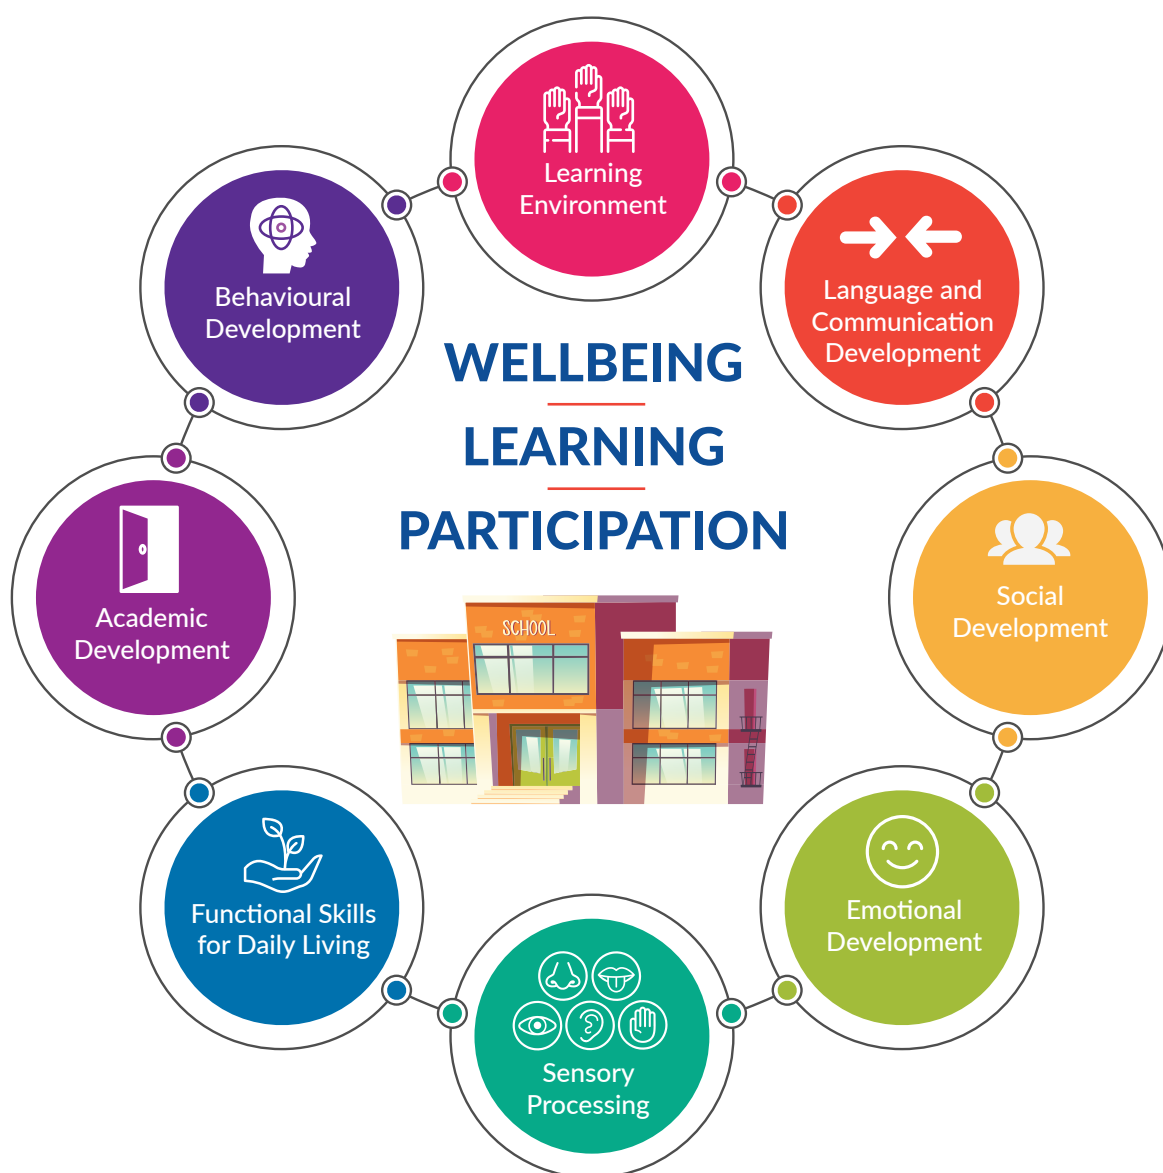 Learning
Environment
Language and
Communication
Development
Social
Development
Emotional
Development
Sensory
Processing
Functional Skills
for Daily Living
Academic
Development
Behavioural
Development
WELLBEING
LEARNING
PARTICIPATION
SCHOOL